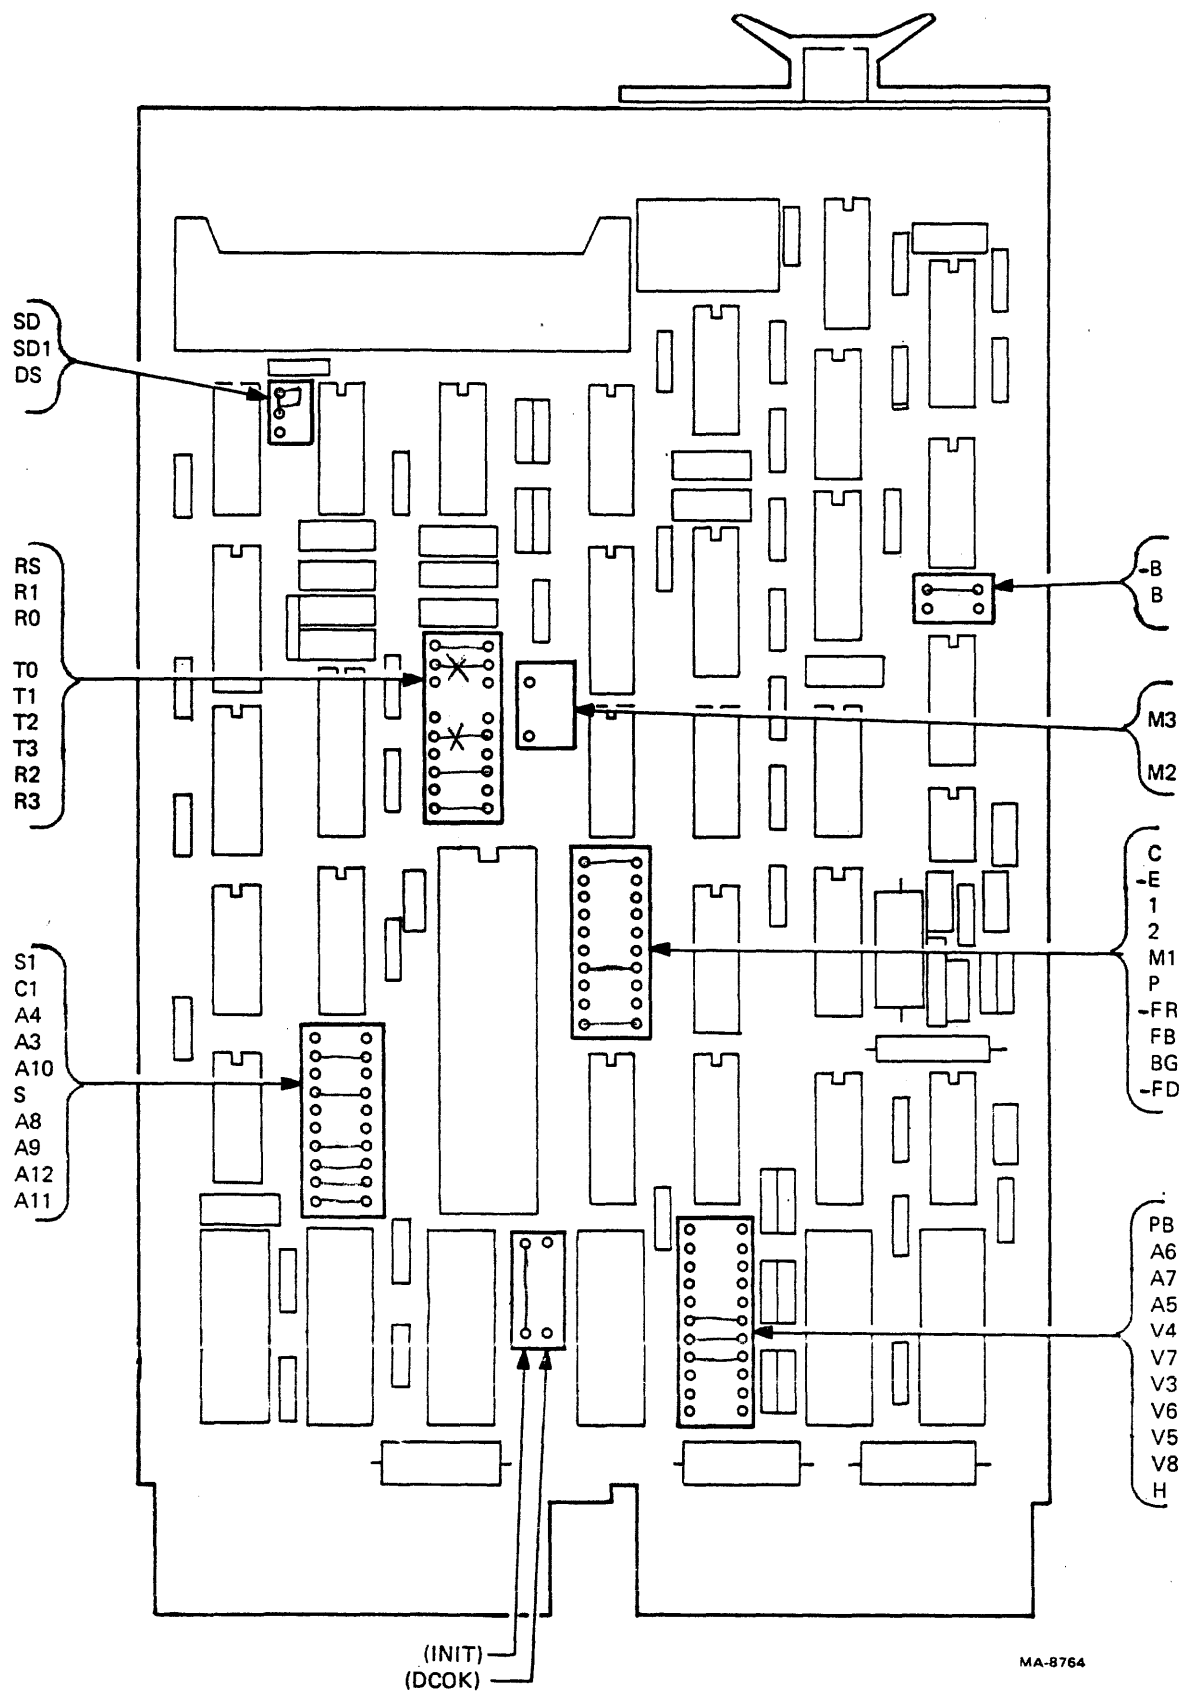 SD
SD1
DS
RS
R1
R0
T0
T1
T2
T3
R2
R3
S1
C1
A4
A3
A10
S
A8
A9
A12
A11
-B
B
M3
M2
C
-E
1
2
M1
P
-FR
FB
BG
-FD
PB
A6
A7
A5
V4
V7
V3
V6
V5
V8
H
(INIT)
(DCOK)
MA-8764